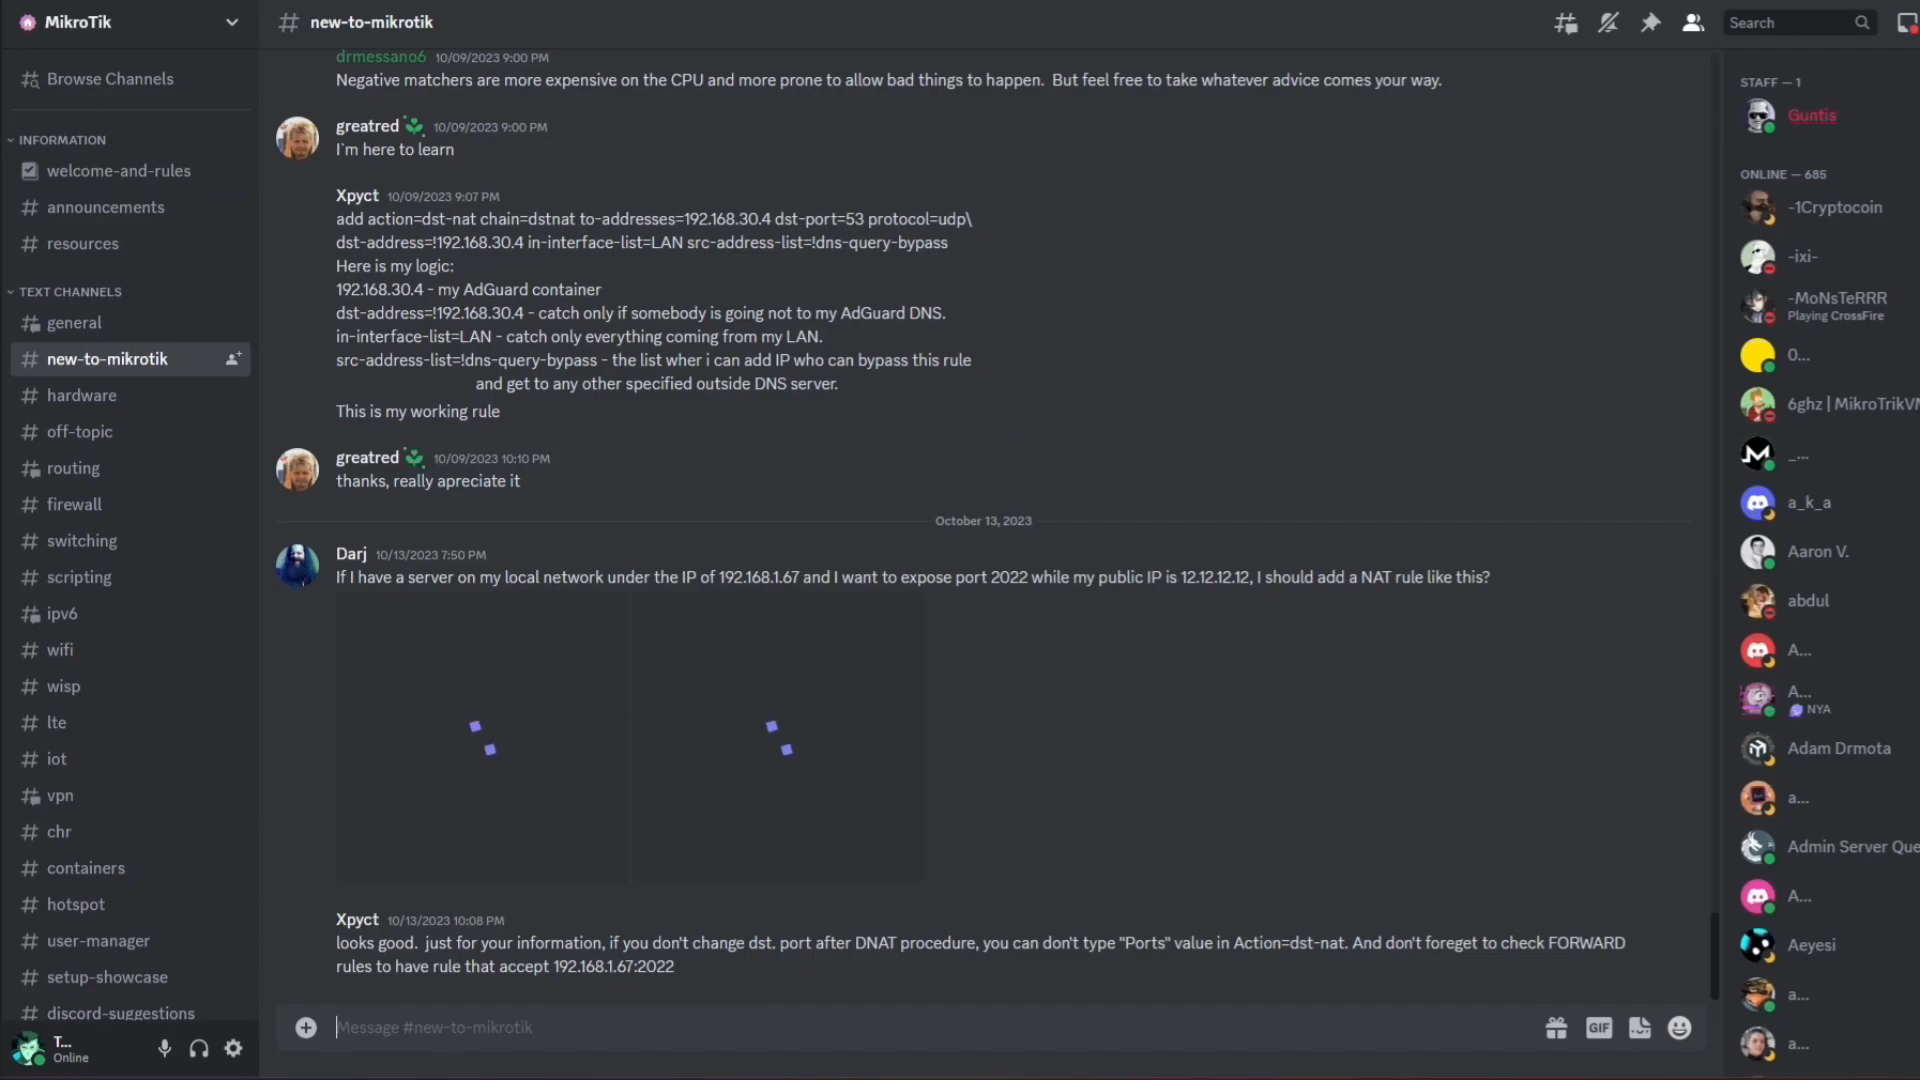 MikroTik
new-to-mikrotik
Search
Browse Channels
INFORMATION
welcome-and-rules
announcements
resources
TEXT CHANNELS
general
new-to-mikrotik
hardware
off-topic
routing
firewall
switching
scripting
ipv6
wifi
wisp
lte
iot
vpn
chr
containers
hotspot
user-manager
setup-showcase
discord-suggestions
T...
Online
drmessano6 10/09/2023 9:00 PM
Negative matchers are more expensive on the CPU and more prone to allow bad things to happen.  But feel free to take whatever advice comes your way.
greatred 10/09/2023 9:00 PM
I`m here to learn
Xpyct 10/09/2023 9:07 PM
add action=dst-nat chain=dstnat to-addresses=192.168.30.4 dst-port=53 protocol=udp\
dst-address=!192.168.30.4 in-interface-list=LAN src-address-list=!dns-query-bypass
Here is my logic:
192.168.30.4 - my AdGuard container
dst-address=!192.168.30.4 - catch only if somebody is going not to my AdGuard DNS.
in-interface-list=LAN - catch only everything coming from my LAN.
src-address-list=!dns-query-bypass - the list wher i can add IP who can bypass this rule
and get to any other specified outside DNS server.
This is my working rule
greatred 10/09/2023 10:10 PM
thanks, really apreciate it
October 13, 2023
Darj 10/13/2023 7:50 PM
If I have a server on my local network under the IP of 192.168.1.67 and I want to expose port 2022 while my public IP is 12.12.12.12, I should add a NAT rule like this?
Xpyct 10/13/2023 10:08 PM
looks good.  just for your information, if you don't change dst. port after DNAT procedure, you can don't type "Ports" value in Action=dst-nat. And don't foreget to check FORWARD
rules to have rule that accept 192.168.1.67:2022
Message #new-to-mikrotik
GIF
STAFF — 1
Guntis
ONLINE — 685
-1Cryptocoin
-ixi-
-MoNsTeRRR
Playing CrossFire
0...
6ghz | MikroTrikVM
_...
a_k_a
Aaron V.
abdul
A...
A...
NYA
Adam Drmota
a...
Admin Server Que
A...
Aeyesi
a...
a...